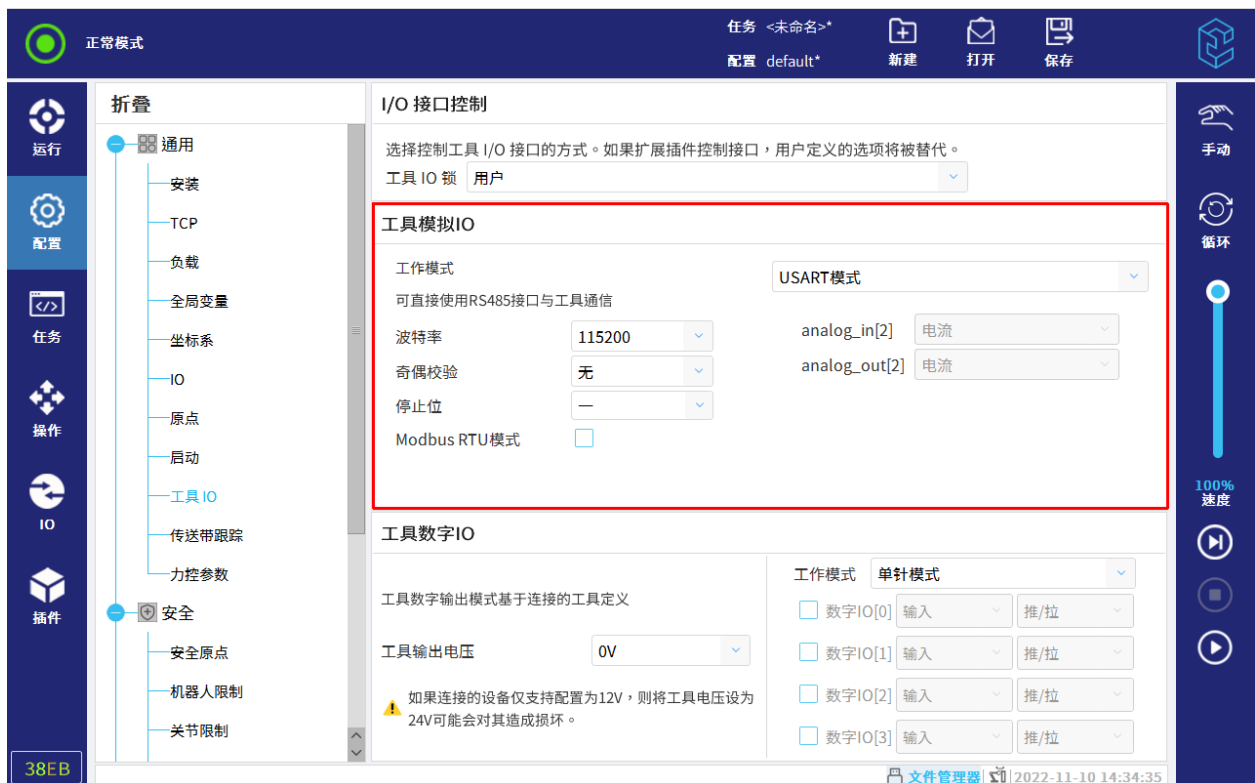 正常模式
任务 <未命名>*
配置 default*
新建
打开
保存
运行
配置
任务
操作
IO
插件
38EB
折叠
通用
安装
TCP
负载
全局变量
坐标系
IO
原点
启动
工具 IO
传送带跟踪
力控参数
安全
安全原点
机器人限制
关节限制
I/O 接口控制
选择控制工具 I/O 接口的方式。如果扩展插件控制接口，用户定义的选项将被替代。
工具 IO 锁 用户
工具模拟IO
工作模式 USART模式
可直接使用RS485接口与工具通信
波特率 115200
奇偶校验 无
停止位 一
Modbus RTU模式
analog_in[2] 电流
analog_out[2] 电流
工具数字IO
工具数字输出模式基于连接的工具定义
工具输出电压 0V
如果连接的设备仅支持配置为12V，则将工具电压设为
24V可能会对其造成损坏。
工作模式 单针模式
数字IO[0] 输入 推/拉
数字IO[1] 输入 推/拉
数字IO[2] 输入 推/拉
数字IO[3] 输入 推/拉
手动
循环
100%
速度
文件管理器
2022-11-10 14:34:35